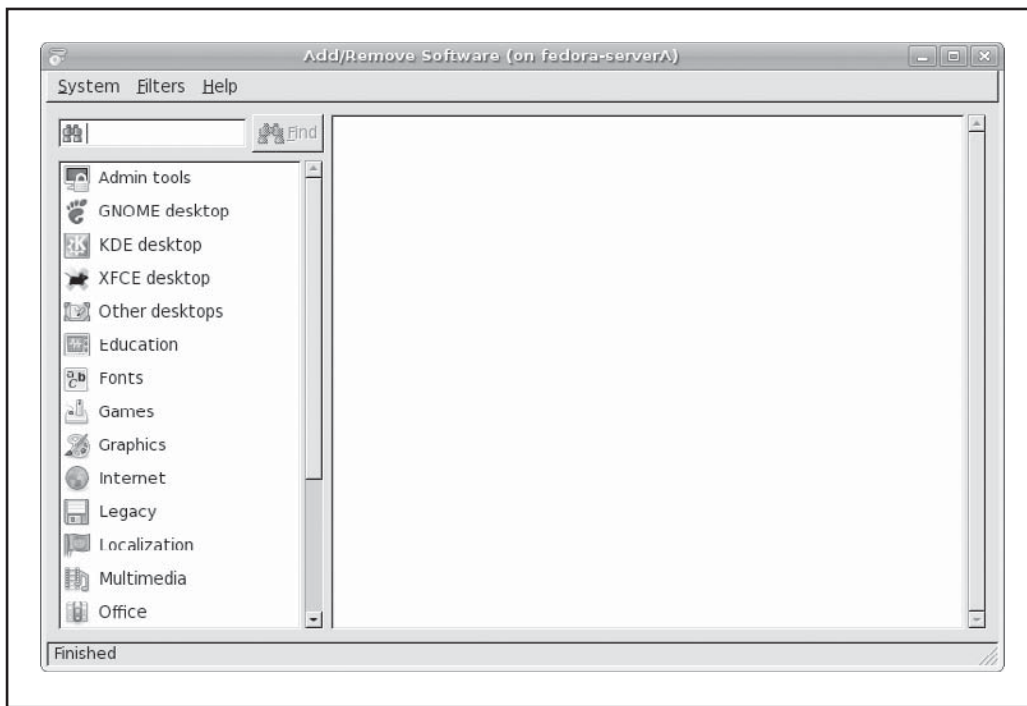 Add/Remove Software (on fedora-serverA)
System Filters Help
Find
Admin tools
GNOME desktop
KDE desktop
XFCE desktop
Other desktops
Education
Fonts
Games
Graphics
Internet
Legacy
Localization
Multimedia
Office
Finished